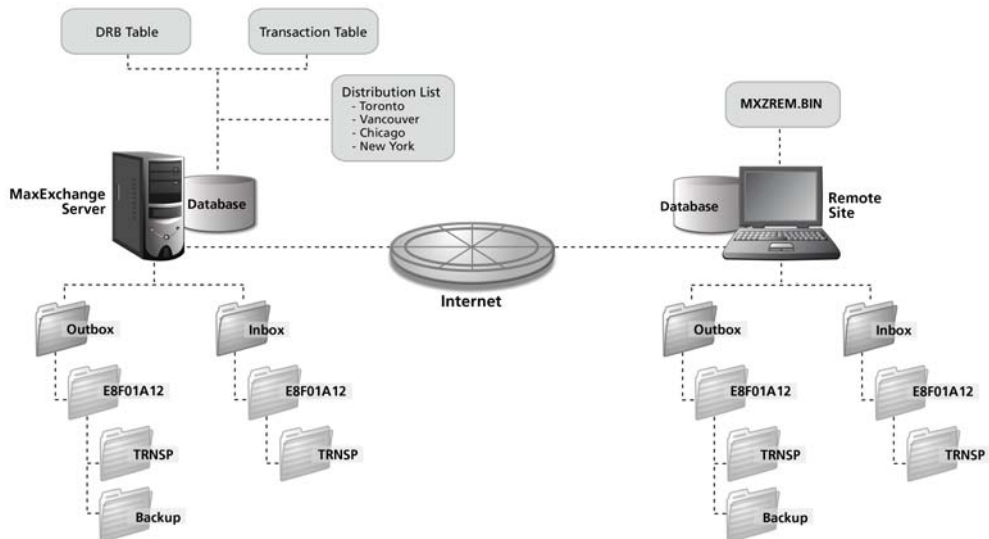 DRB Table
Transaction Table
Distribution List
- Toronto
- Vancouver
- Chicago
- New York
MXZREM.BIN
MaxExchange
Server
Database
Database
Remote
Site
Internet
Outbox
Inbox
E8F01A12
E8F01A12
TRNSP
TRNSP
Backup
Outbox
Inbox
E8F01A12
E8F01A12
TRNSP
TRNSP
Backup